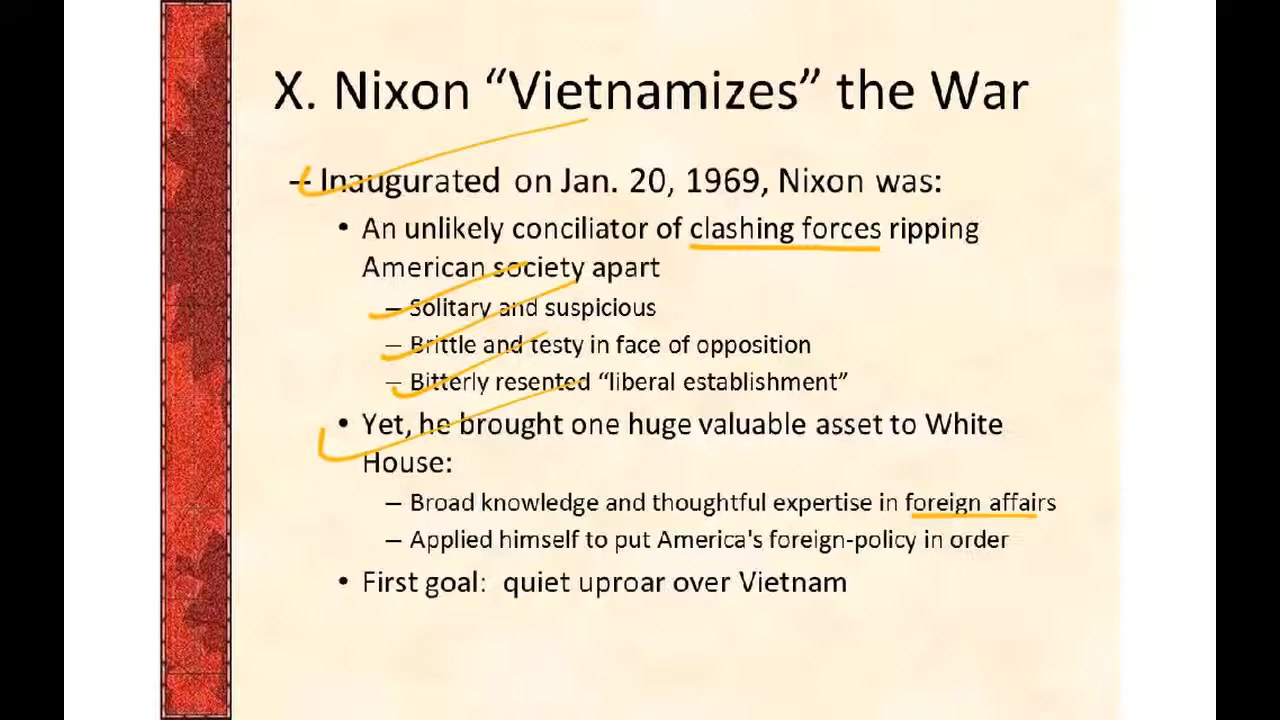 X. Nixon “Vietnamizes” the War
– Inaugurated on Jan. 20, 1969, Nixon was:
• An unlikely conciliator of clashing forces ripping
American society apart
– Solitary and suspicious
– Brittle and testy in face of opposition
– Bitterly resented “liberal establishment”
• Yet, he brought one huge valuable asset to White
House:
– Broad knowledge and thoughtful expertise in foreign affairs
– Applied himself to put America's foreign-policy in order
• First goal: quiet uproar over Vietnam